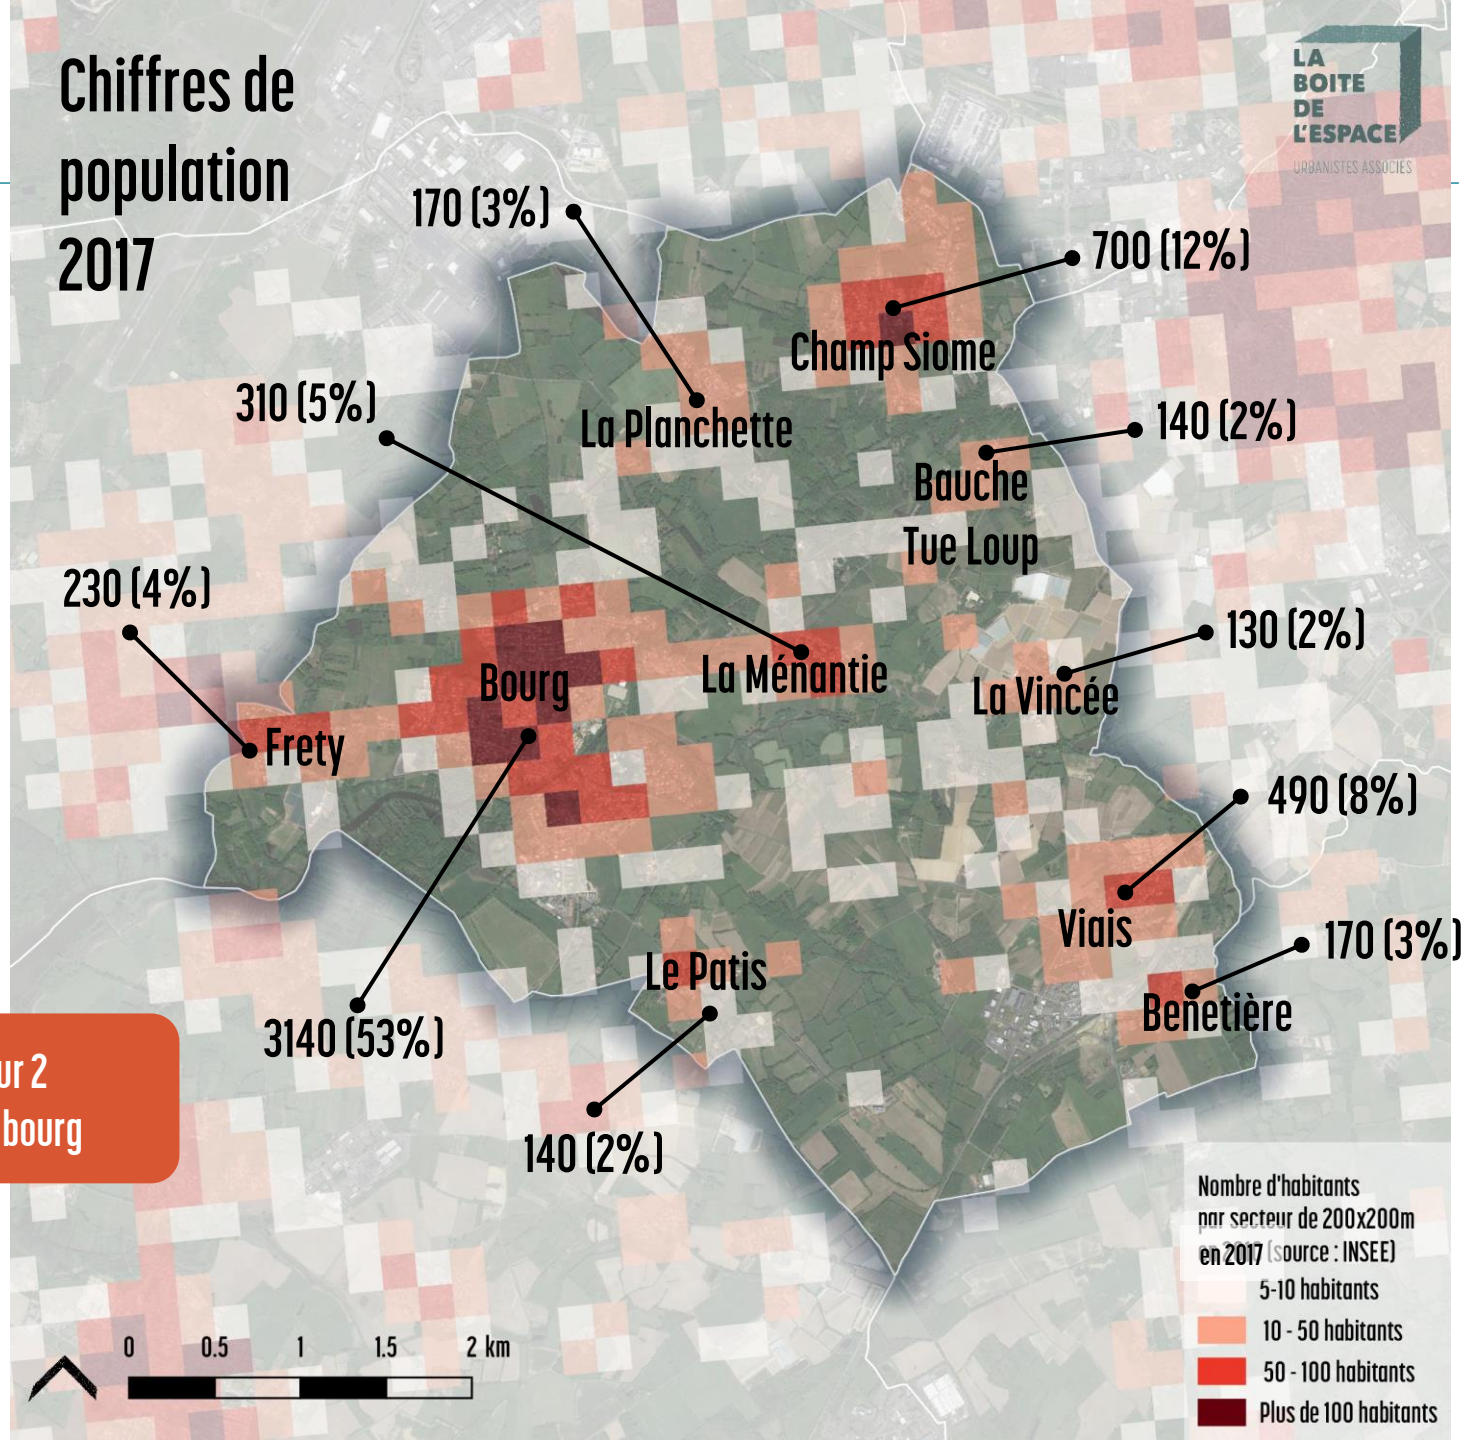 Chiffres de
population
2017
LA
BOITE
DE
L'ESPACE
URBANISTES ASSOCIÉS
170 (3%)
700 (12%)
Champ Siome
310 (5%)
La Planchette
140 (2%)
Bauche
Tue Loup
230 (4%)
130 (2%)
Bourg
La Ménantie
La Vincée
Frety
490 (8%)
Viais
170 (3%)
Le Patis
Benetière
3140 (53%)
ur 2
bourg
140 (2%)
Nombre d'habitants
par secteur de 200x200m
en 2017 (source : INSEE)
5-10 habitants
10 - 50 habitants
50 - 100 habitants
Plus de 100 habitants
0 0.5 1 1.5 2 km